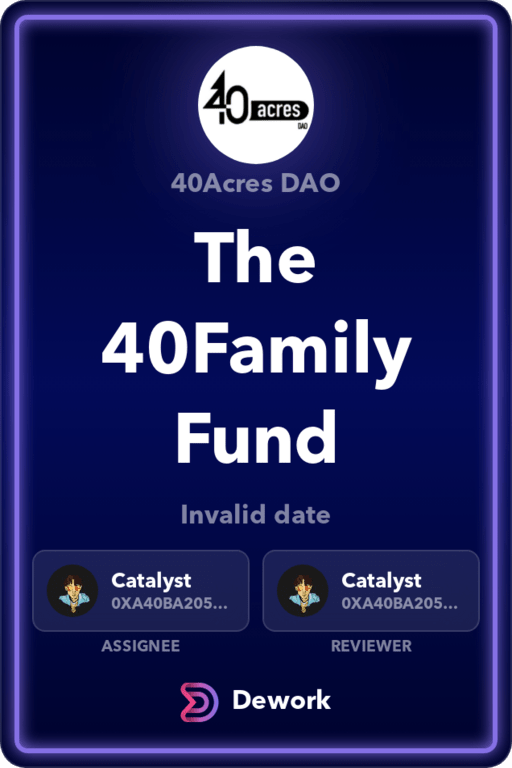 40 acres
DAO
40Acres DAO
The
40Family
Fund
Invalid date
Catalyst
0XA40BA205...
ASSIGNEE
Catalyst
0XA40BA205...
REVIEWER
Dework